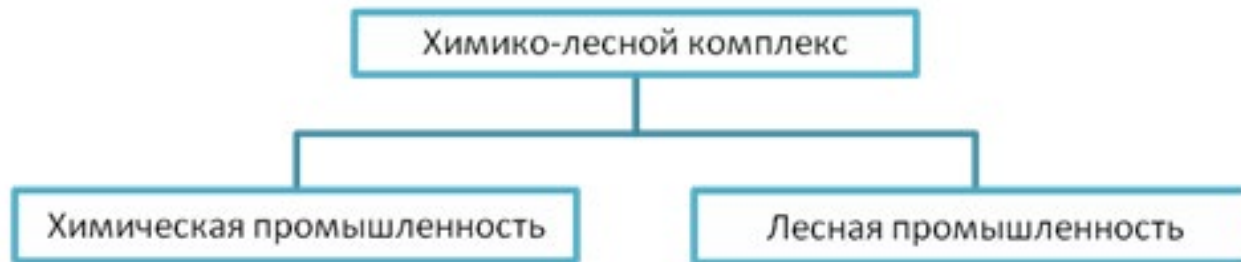 Химико-лесной комплекс
Химическая промышленность
Лесная промышленность